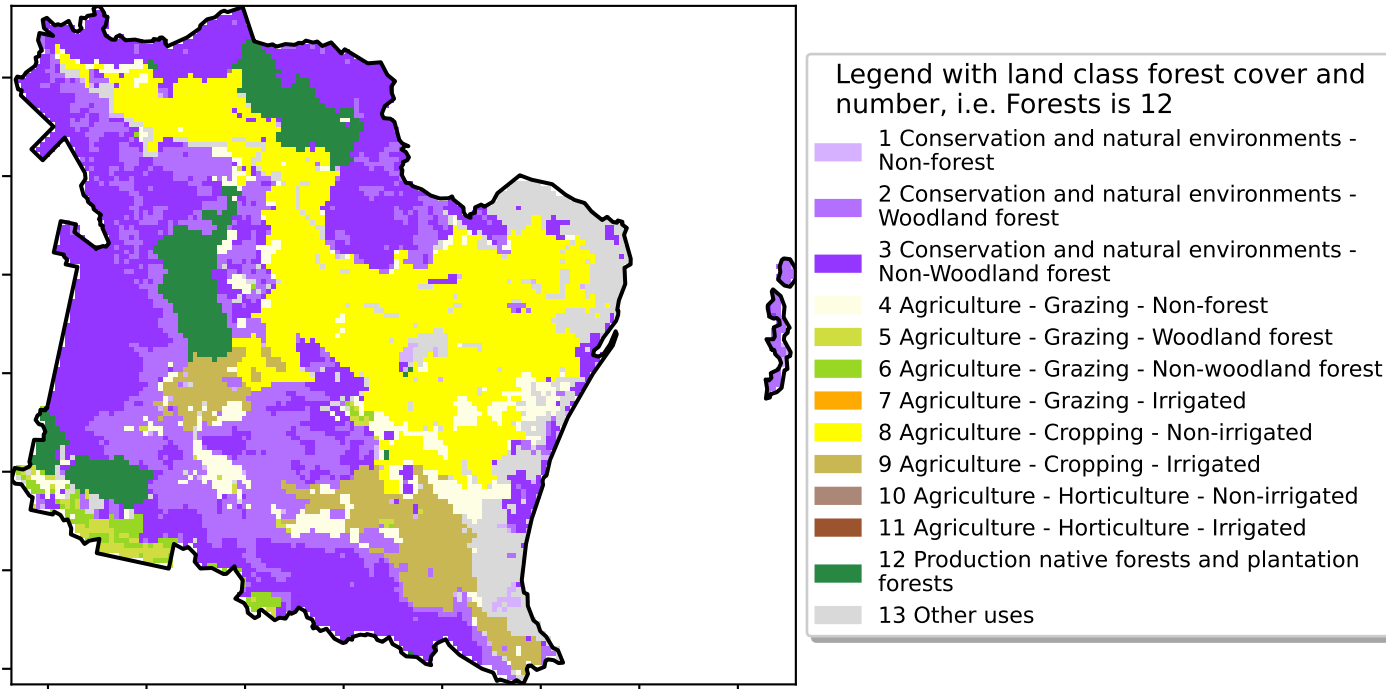 Legend with land class forest cover and
number, i.e. Forests is 12
1 Conservation and natural environments -
Non-forest
2 Conservation and natural environments -
Woodland forest
3 Conservation and natural environments -
Non-Woodland forest
4 Agriculture - Grazing - Non-forest
5 Agriculture - Grazing - Woodland forest
6 Agriculture - Grazing - Non-woodland forest
7 Agriculture - Grazing - Irrigated
8 Agriculture - Cropping - Non-irrigated
9 Agriculture - Cropping - Irrigated
10 Agriculture - Horticulture - Non-irrigated
11 Agriculture - Horticulture - Irrigated
12 Production native forests and plantation
forests
13 Other uses